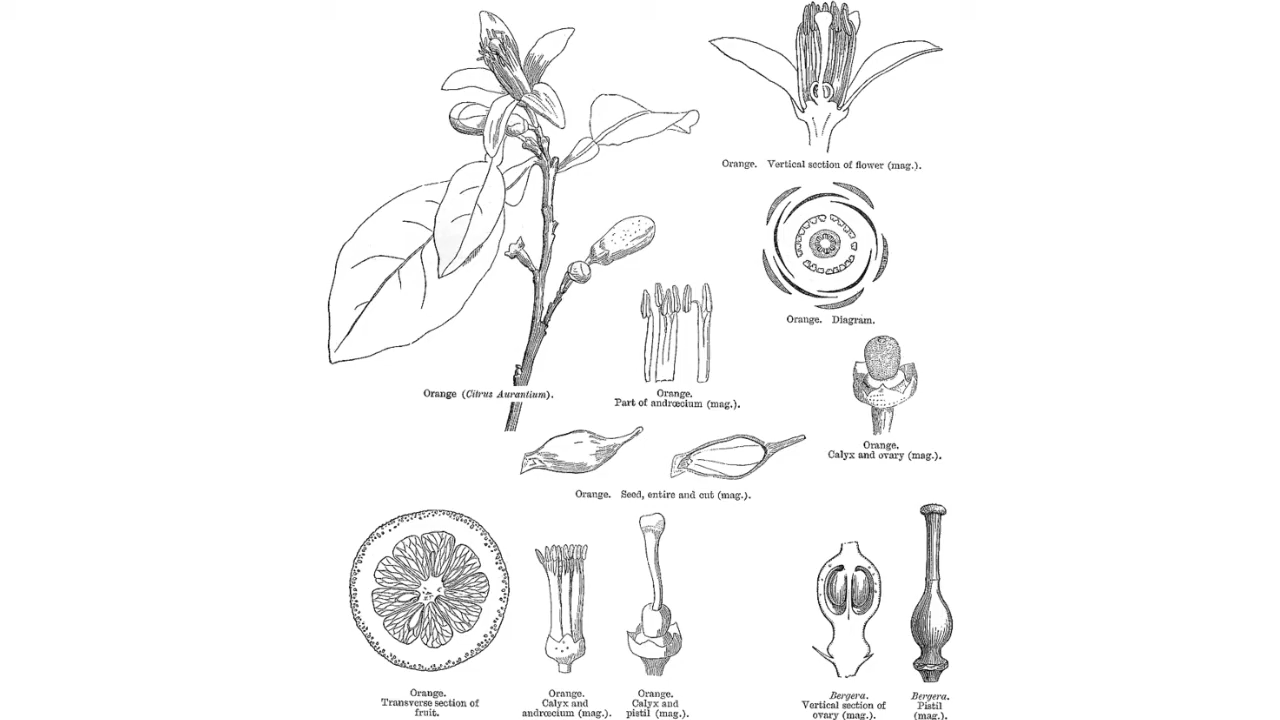 Orange. Vertical section of flower (mag.).
Orange. Diagram.
Orange (Citrus Aurantium).
Orange.
Part of andrœcium (mag.).
Orange.
Calyx and ovary (mag.).
Orange. Seed, entire and cut (mag.).
Orange.
Transverse section of
fruit.
Orange.
Calyx and
andrœcium (mag.).
Orange.
Calyx and
pistil (mag.).
Bergera.
Vertical section of
ovary (mag.).
Bergera.
Pistil
(mag.).